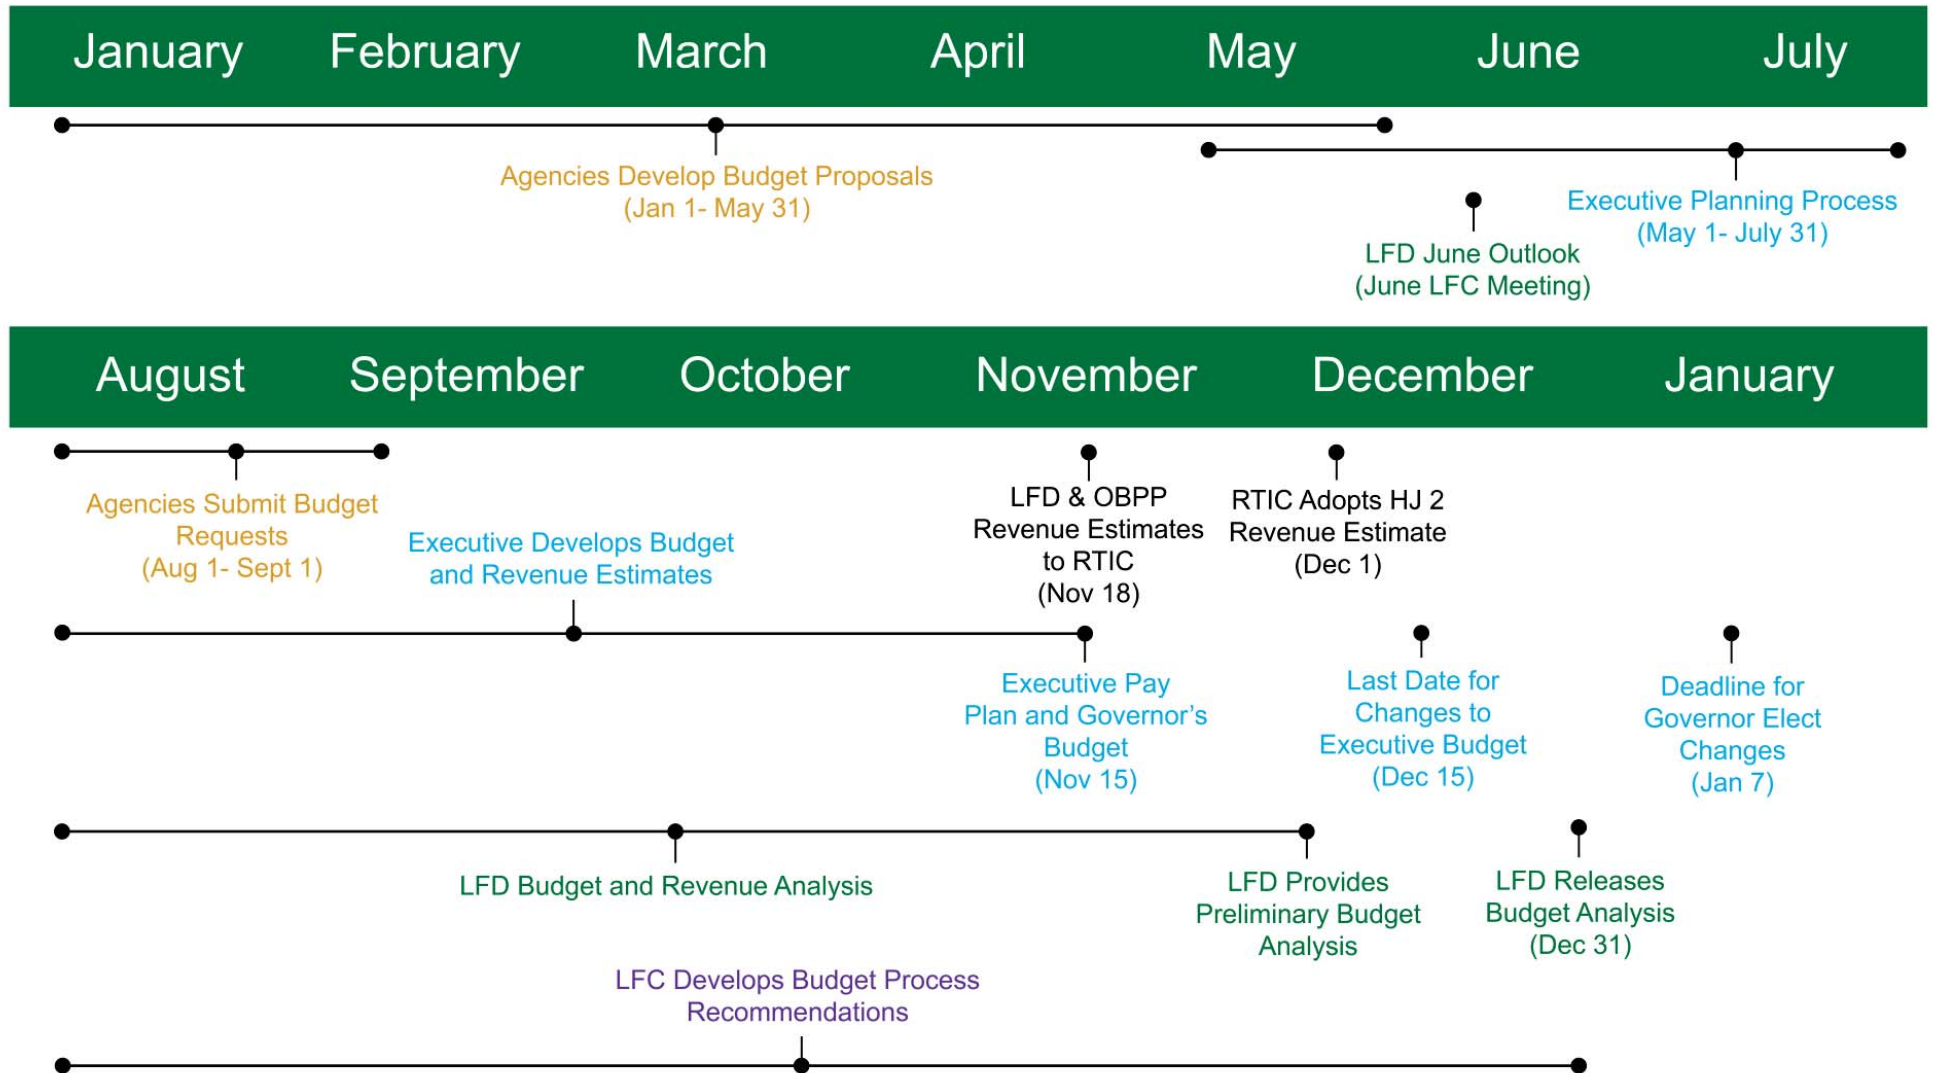 January February March April May June July
Agencies Develop Budget Proposals
(Jan 1- May 31)
Executive Planning Process
(May 1- July 31)
LFD June Outlook
(June LFC Meeting)
August September October November December January
Agencies Submit Budget
Requests
(Aug 1- Sept 1)
Executive Develops Budget
and Revenue Estimates
LFD & OBPP
Revenue Estimates
to RTIC
(Nov 18)
RTIC Adopts HJ 2
Revenue Estimate
(Dec 1)
Executive Pay
Plan and Governor’s
Budget
(Nov 15)
Last Date for
Changes to
Executive Budget
(Dec 15)
Deadline for
Governor Elect
Changes
(Jan 7)
LFD Budget and Revenue Analysis
LFD Provides
Preliminary Budget
Analysis
LFD Releases
Budget Analysis
(Dec 31)
LFC Develops Budget Process
Recommendations